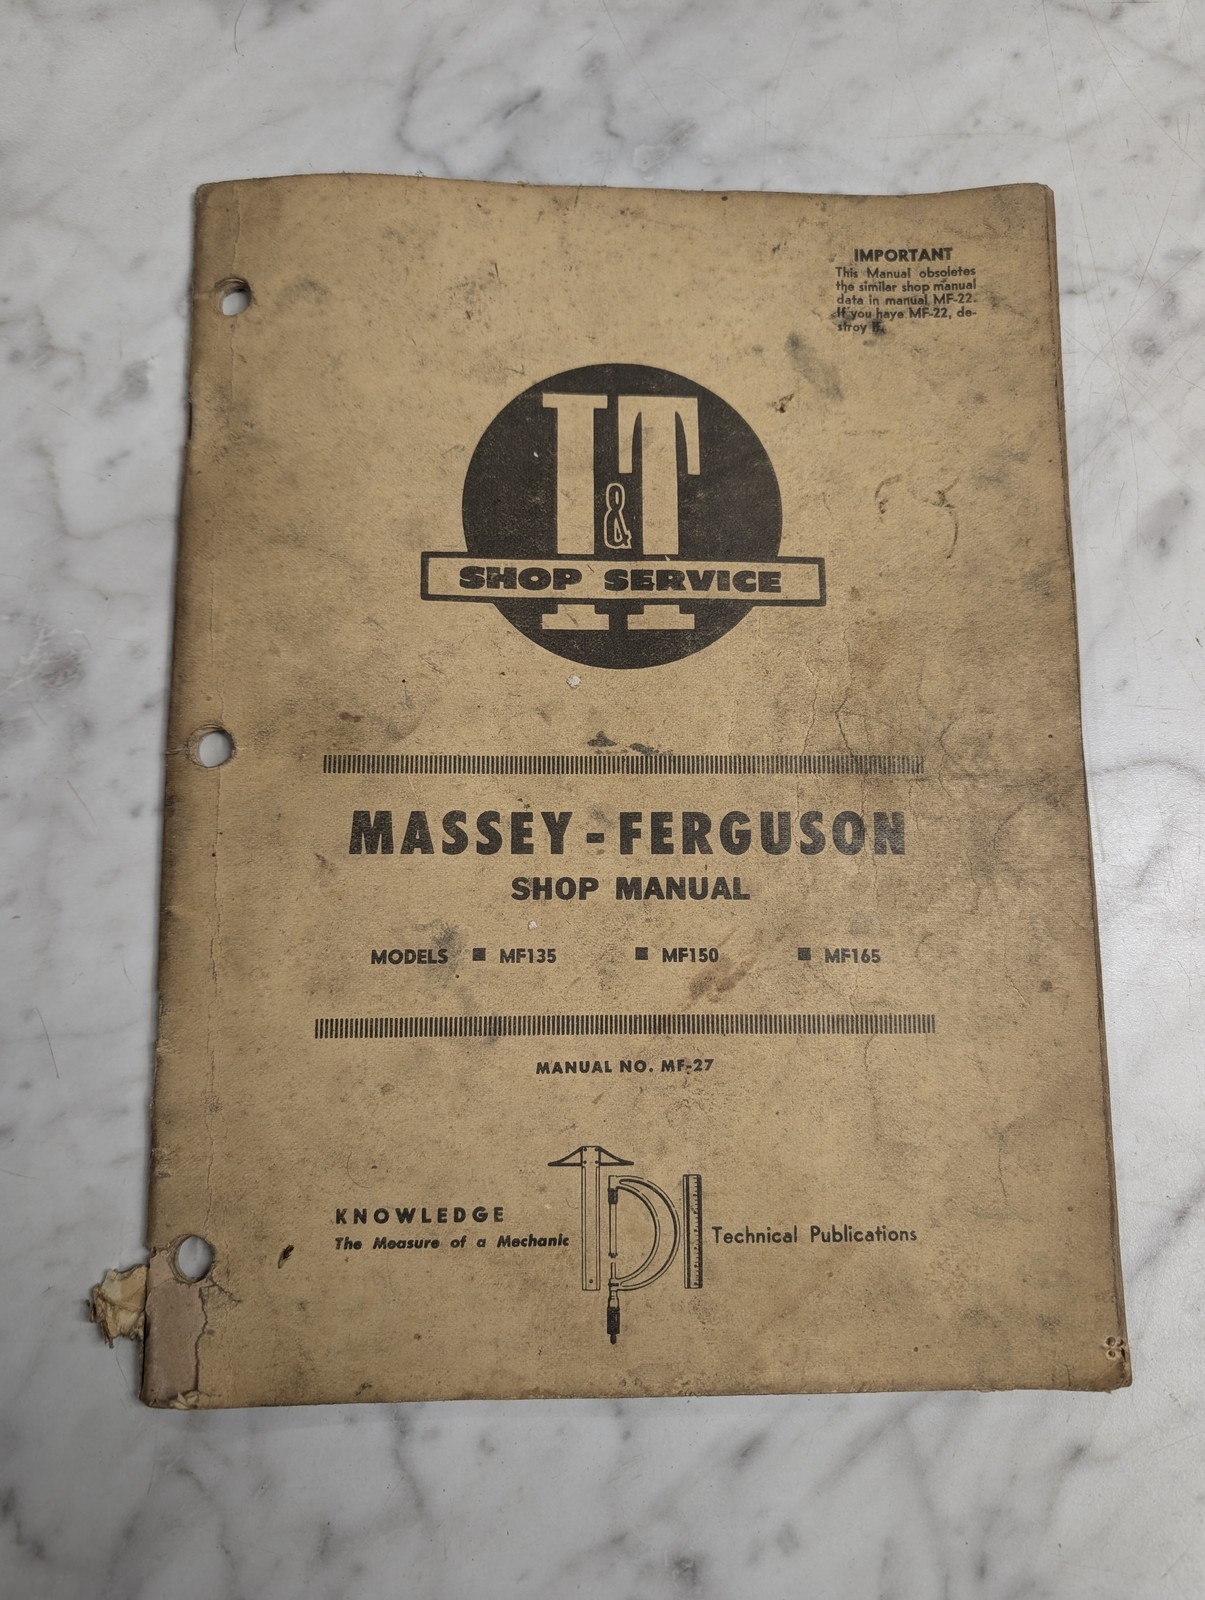 IMPORTANT
This Manual obsoletes
the similar shop manual
data in manual MF-22.
If you have MF-22, de-
stroy it.
I&T
SHOP SERVICE
MASSEY-FERGUSON
SHOP MANUAL
MODELS ■ MF135 ■ MF150 ■ MF165
MANUAL NO. MF-27
KNOWLEDGE
The Measure of a Mechanic
TPI
Technical Publications